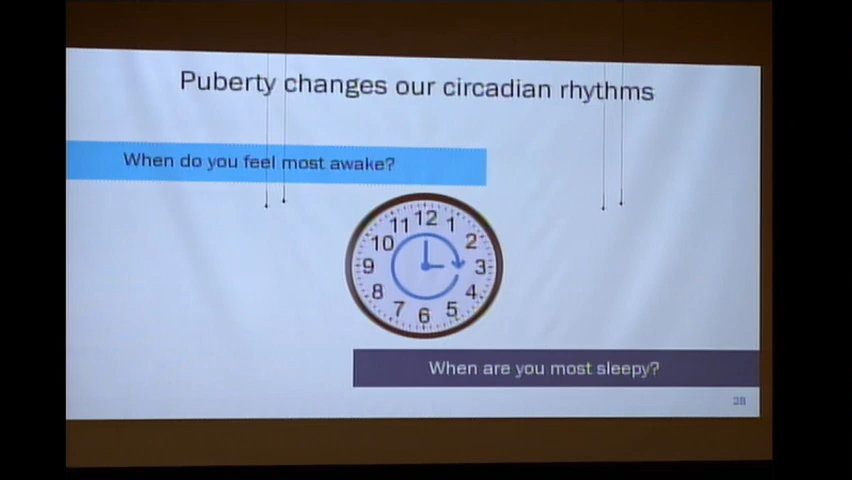 Puberty changes our circadian rhythms
When do you feel most awake?
12
11 1
10 2
9 3
8 4
7 5
6
When are you most sleepy?
28